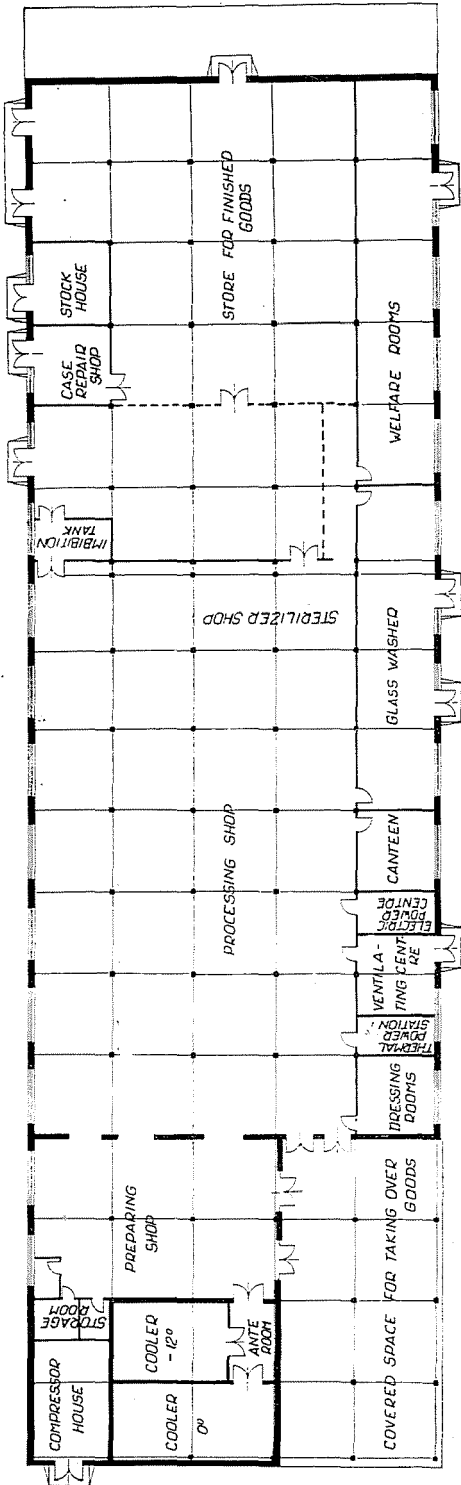 COMPRESSOR
HOUSE
STORAGE
ROOM
COOLER
0°
COOLER
- 12°
ANTE
ROOM
PREPARING
SHOP
COVERED SPACE FOR TAKING OVER
GOODS
PROCESSING SHOP
DRESSING
ROOMS
THERMAL
POWER
STATION
VENTILA-
TING CENT-
RE
ELECTRIC
POWER
CENTRE
CANTEEN
GLASS WASHER
STERILIZER SHOP
IMBIBITION
TANK
CASE
REPAIR
SHOP
STOCK
HOUSE
STORE FOR FINISHED
GOODS
WELFARE ROOMS